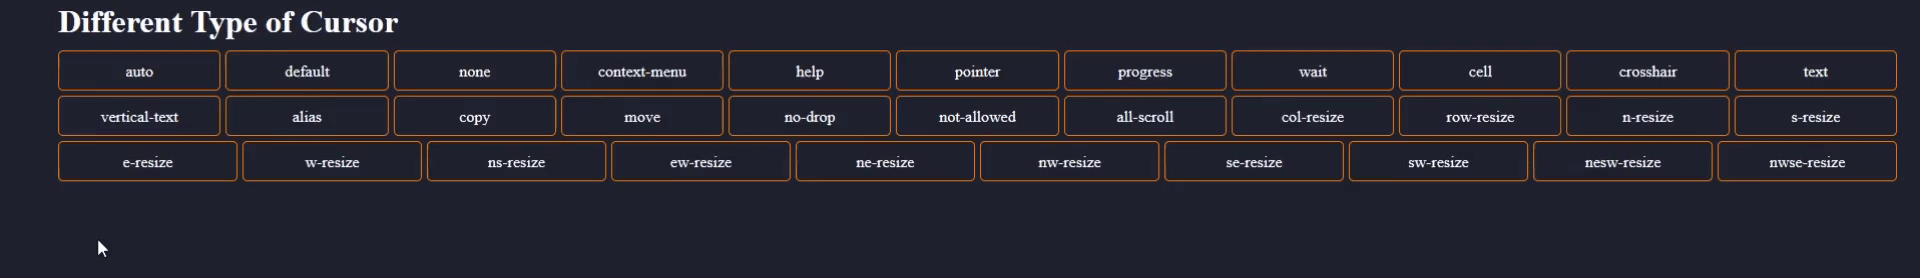 Different Type of Cursor
auto default none context-menu help pointer progress wait cell crosshair text
vertical-text alias copy move no-drop not-allowed all-scroll col-resize row-resize n-resize s-resize
e-resize w-resize ns-resize ew-resize ne-resize nw-resize se-resize sw-resize nesw-resize nwse-resize